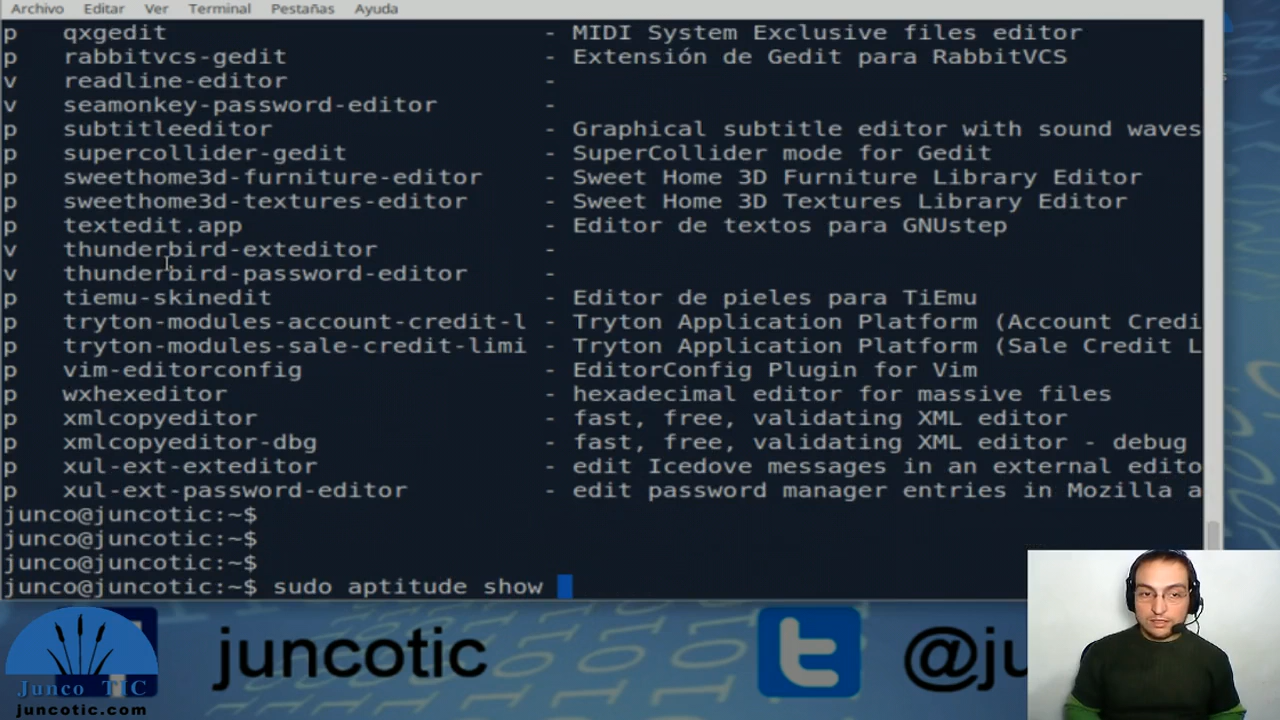 Archivo Editar Ver Terminal Pestañas Ayuda
p qxgedit - MIDI System Exclusive files editor
p rabbitvcs-gedit - Extensión de Gedit para RabbitVCS
v readline-editor -
v seamonkey-password-editor -
p subtitleeditor - Graphical subtitle editor with sound waves
p supercollider-gedit - SuperCollider mode for Gedit
p sweethome3d-furniture-editor - Sweet Home 3D Furniture Library Editor
p sweethome3d-textures-editor - Sweet Home 3D Textures Library Editor
p textedit.app - Editor de textos para GNUstep
v thunderbird-exteditor -
v thunderbird-password-editor -
p tiemu-skinedit - Editor de pieles para TiEmu
p tryton-modules-account-credit-l - Tryton Application Platform (Account Credi
p tryton-modules-sale-credit-limi - Tryton Application Platform (Sale Credit L
p vim-editorconfig - EditorConfig Plugin for Vim
p wxhexeditor - hexadecimal editor for massive files
p xmlcopyeditor - fast, free, validating XML editor
p xmlcopyeditor-dbg - fast, free, validating XML editor - debug
p xul-ext-exteditor - edit Icedove messages in an external edito
p xul-ext-password-editor - edit password manager entries in Mozilla a
junco@juncotic:~$
junco@juncotic:~$
junco@juncotic:~$
junco@juncotic:~$ sudo aptitude show
juncotic @ju
Junco TIC
juncotic.com